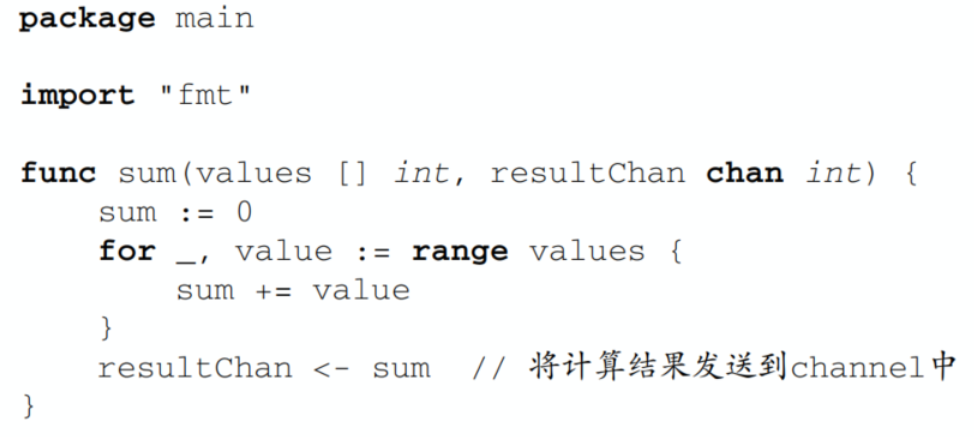 package main
import "fmt"
func sum(values [] int, resultChan chan int) {
sum := 0
for _, value := range values {
sum += value
}
resultChan <- sum // 将计算结果发送到channel中
}